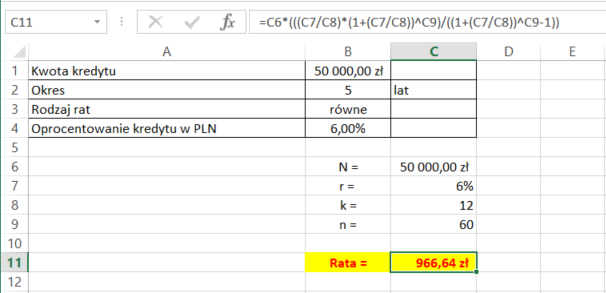 C11 fx =C6*(((C7/C8)*(1+(C7/C8))^C9)/((1+(C7/C8))^C9-1))
A B C D E
1 Kwota kredytu 50 000,00 zł
2 Okres 5 lat
3 Rodzaj rat równe
4 Oprocentowanie kredytu w PLN 6,00%
5
6 N = 50 000,00 zł
7 r = 6%
8 k = 12
9 n = 60
10
11 Rata = 966,64 zł
12